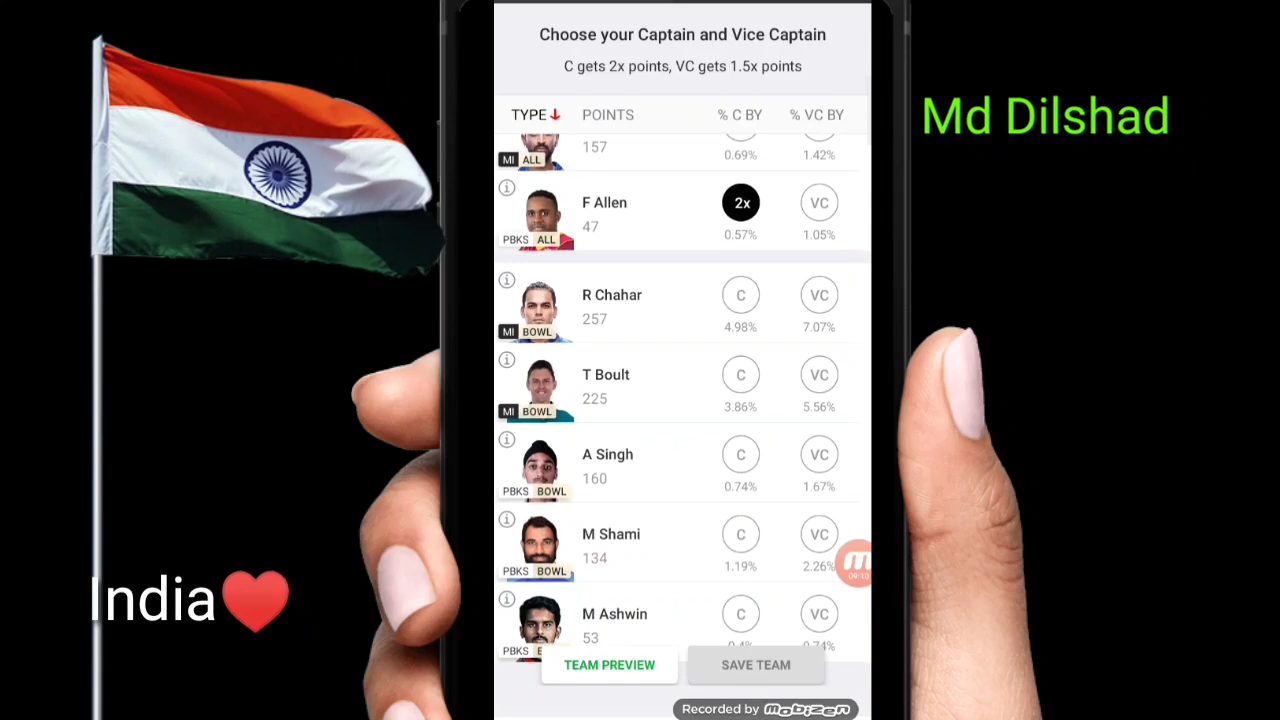 Choose your Captain and Vice Captain
C gets 2x points, VC gets 1.5x points
TYPE POINTS % C BY % VC BY
157
MI ALL 0.69% 1.42%
F Allen 2x VC
47
PBKS ALL 0.57% 1.05%
R Chahar C VC
257
MI BOWL 4.98% 7.07%
T Boult C VC
225
MI BOWL 3.86% 5.56%
A Singh C VC
160
PBKS BOWL 0.74% 1.67%
M Shami C VC
134
PBKS BOWL 1.19% 2.26%
09:10
M Ashwin C VC
53
PBKS
TEAM PREVIEW SAVE TEAM
Recorded by mobizen
Md Dilshad
India